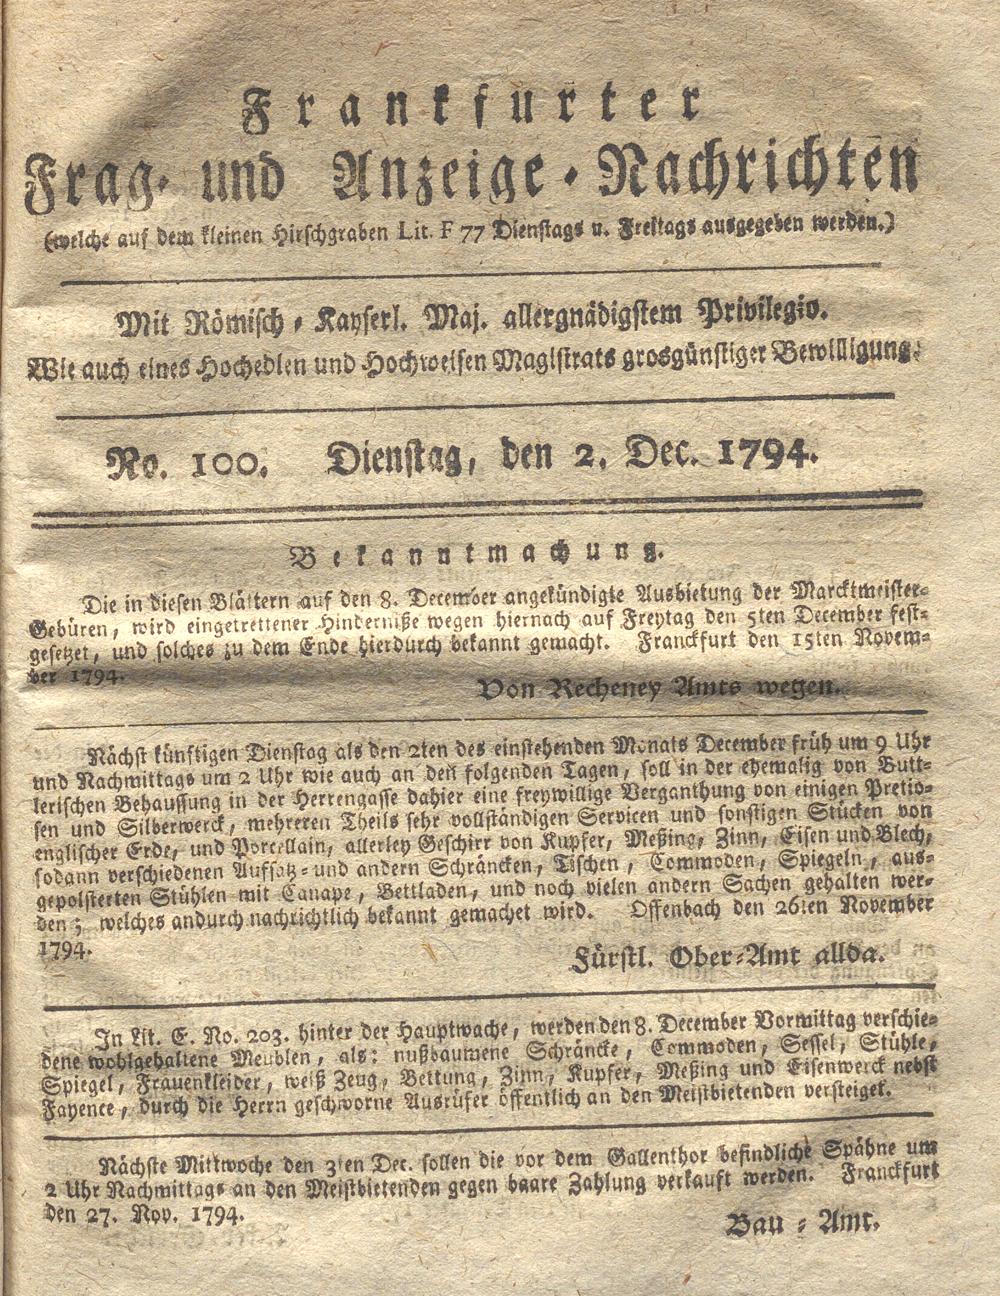 Frankfurter
Frag- und Anzeige-Nachrichten
(welche auf dem kleinen Hirschgraben Lit. F 77 Dienstags u. Freitags ausgegeben werden.)
Mit Römisch-Kayserl. Maj. allergnädigstem Privilegio.
Wie auch eines Hochedlen und Hochweisen Magistrats grosgünstiger Bewilligung.
No. 100. Dienstag, den 2. Dec. 1794.
Bekanntmachung.
Die in diesen Blättern auf den 8. December angekündigte Ausbietung der Marcktmeister-
Gebüren, wird eingetrettener Hinderniße wegen hiernach auf Freytag den 5ten December fest-
gesetzet, und solches zu dem Ende hierdurch bekannt gemacht. Franckfurt den 15ten Novem-
ber 1794.
Von Recheney Amts wegen.
Nächst künftigen Dienstag als den 2ten des einstehenden Monats December früh um 9 Uhr
und Nachmittags um 2 Uhr wie auch an den folgenden Tagen, soll in der ehemalig von Butt-
lerischen Behaussung in der Herrengasse dahier eine freywillige Verganthung von einigen Pretio-
sen und Silberwerck, mehreren Theils sehr vollständigen Servicen und sonstigen Stücken von
englischer Erde, und Porcellain, allerley Geschirr von Kupfer, Meßing, Zinn, Eisen und Blech,
sodann verschiedenen Aufsatz- und andern Schräncken, Tischen, Commoden, Spiegeln, aus-
gepolsterten Stühlen mit Canape, Bettladen, und noch vielen andern Sachen gehalten wer-
den; welches andurch nachrichtlich bekannt gemachet wird. Offenbach den 26ten November
1794.
Fürstl. Ober-Amt allda.
In Lit. E. No. 203. hinter der Hauptwache, werden den 8. December Vormittag verschie-
dene wohlgehaltene Meublen, als: nußbaumene Schräncke, Commoden, Sessel, Stühle,
Spiegel, Frauenkleider, weiß Zeug, Bettung, Zinn, Kupfer, Meßing und Eisenwerck nebst
Fayence, durch die Herrn geschworne Ausrüfer öffentlich an den Meistbietenden versteiget.
Nächste Mittwoche den 3ten Dec. sollen die vor dem Gallenthor befindliche Spähne um
2 Uhr Nachmittags an den Meistbietenden gegen baare Zahlung verkauft werden. Franckfurt
den 27. Nov. 1794.
Bau-Amt.